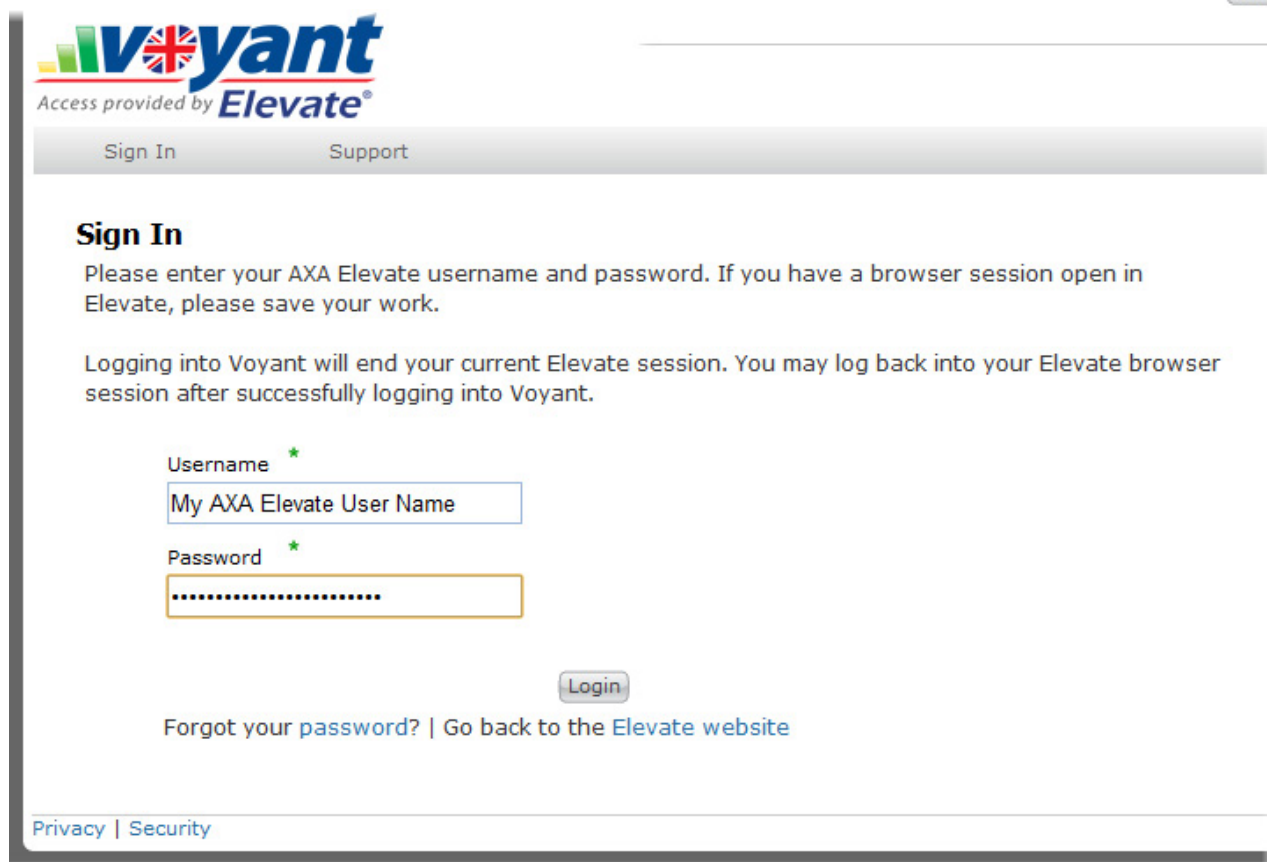 voyant
Access provided by Elevate®
Sign In Support
Sign In
Please enter your AXA Elevate username and password. If you have a browser session open in
Elevate, please save your work.
Logging into Voyant will end your current Elevate session. You may log back into your Elevate browser
session after successfully logging into Voyant.
Username *
My AXA Elevate User Name
Password *
••••••••••••••••••••••••
Login
Forgot your password? | Go back to the Elevate website
Privacy | Security